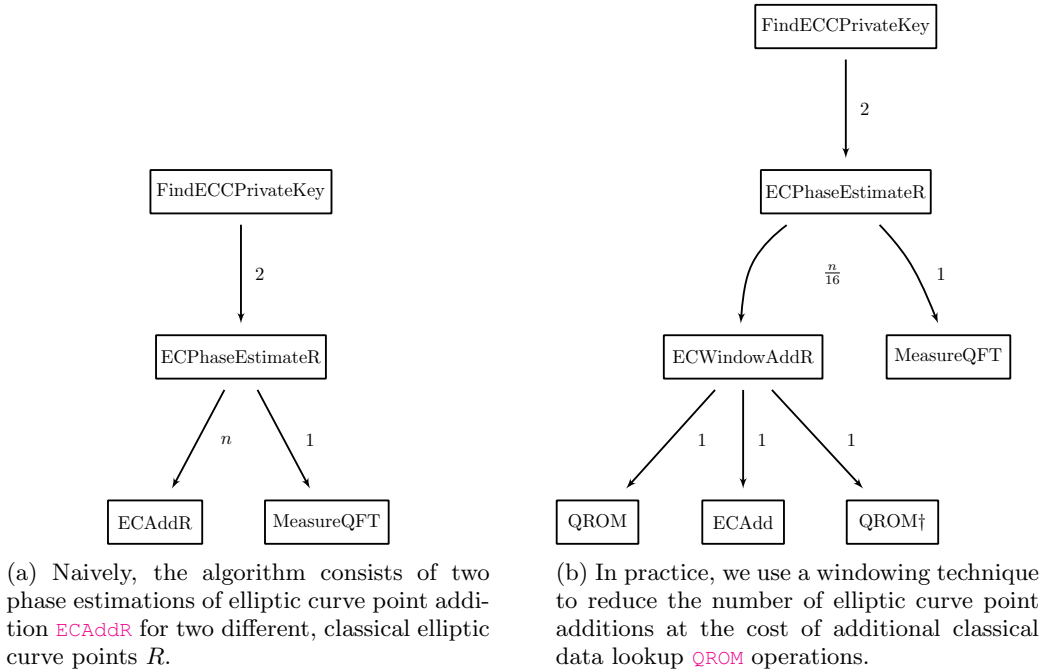 FindECCPrivateKey
2
ECPhaseEstimateR
n
1
ECAddR
MeasureQFT
(a) Naively, the algorithm consists of two
phase estimations of elliptic curve point addi-
tion ECAddR for two different, classical elliptic
curve points R.
FindECCPrivateKey
2
ECPhaseEstimateR
n/16
1
ECWindowAddR
MeasureQFT
1
1
1
QROM
ECAdd
QROM†
(b) In practice, we use a windowing technique
to reduce the number of elliptic curve point
additions at the cost of additional classical
data lookup QROM operations.